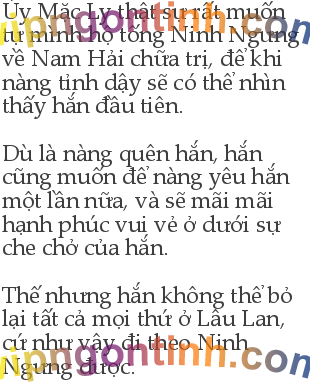 Úy Mặc Ly thật sự rất muốn
tự mình hộ tống Ninh Ngưng
về Nam Hải chữa trị, để khi
nàng tỉnh dậy sẽ có thể nhìn
thấy hắn đầu tiên.
Dù là nàng quên hắn, hắn
cũng muốn để nàng yêu hắn
một lần nữa, và sẽ mãi mãi
hạnh phúc vui vẻ ở dưới sự
che chở của hắn.
Thế nhưng hắn không thể bỏ
lại tất cả mọi thứ ở Lâu Lan,
cứ như vậy đi theo Ninh
Ngưng được.
vipngontinh.com
vipngontinh.com